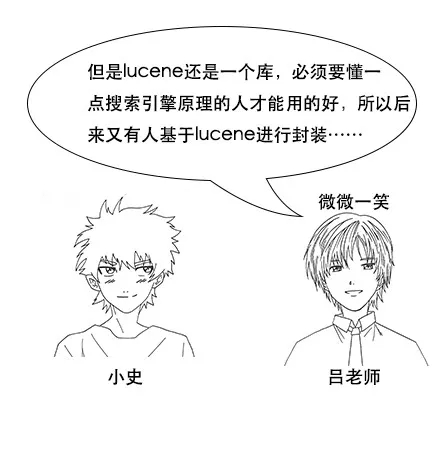 但是lucene还是一个库，必须要懂一
点搜索引擎原理的人才能用的好，所以后
来又有人基于lucene进行封装……
微微一笑
小史
吕老师